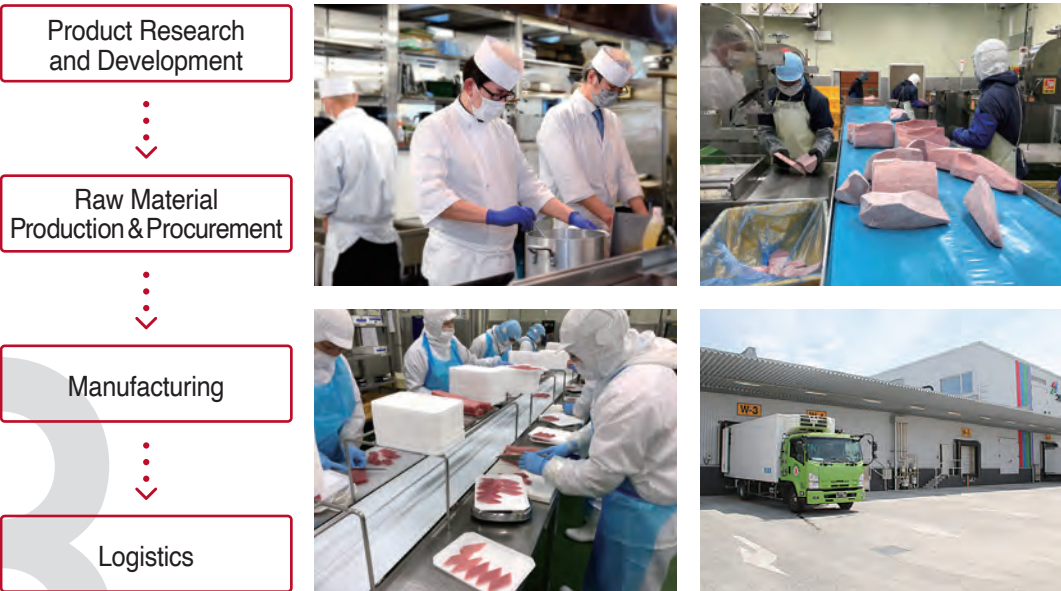 Product Research
and Development
Raw Material
Production & Procurement
Manufacturing
Logistics
W-3